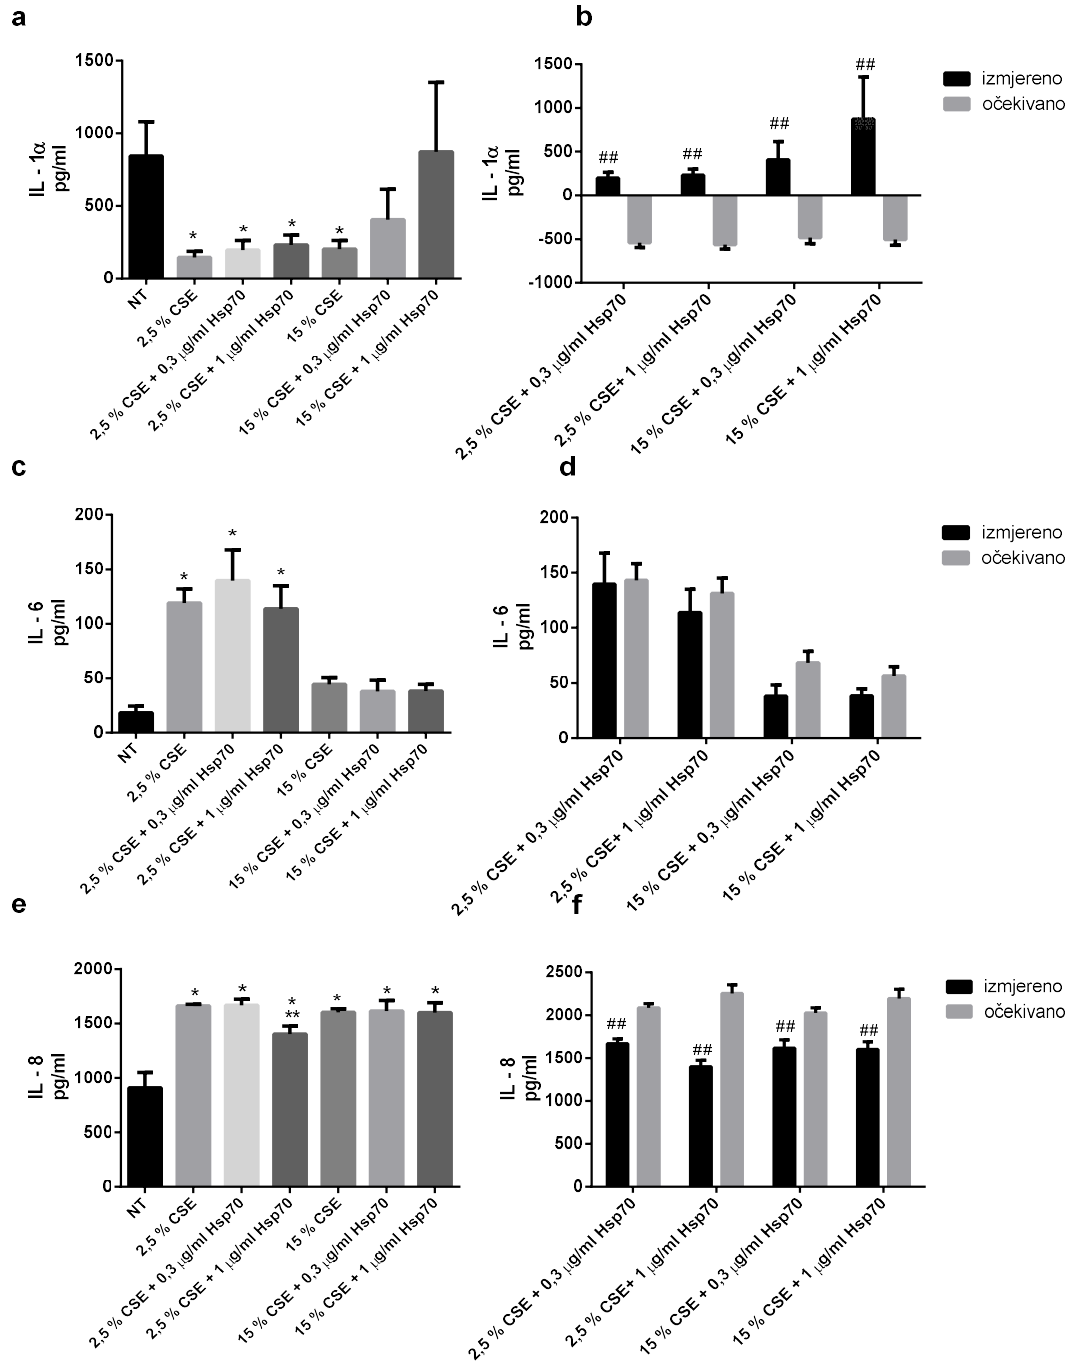 a
IL - 1α
pg/ml
1500
1000
500
0
*
*
*
*
NT
2,5 % CSE
2,5 % CSE + 0,3 µg/ml Hsp70
2,5 % CSE + 1 µg/ml Hsp70
15 % CSE
15 % CSE + 0,3 µg/ml Hsp70
15 % CSE + 1 µg/ml Hsp70
b
IL - 1α
pg/ml
1500
1000
500
0
-500
-1000
##
##
##
##
izmjereno
očekivano
2,5 % CSE + 0,3 µg/ml Hsp70
2,5 % CSE+ 1 µg/ml Hsp70
15 % CSE + 0,3 µg/ml Hsp70
15 % CSE + 1 µg/ml Hsp70
c
IL - 6
pg/ml
200
150
100
50
0
*
*
*
NT
2,5 % CSE
2,5 % CSE + 0,3 µg/ml Hsp70
2,5 % CSE + 1 µg/ml Hsp70
15 % CSE
15 % CSE + 0,3 µg/ml Hsp70
15 % CSE + 1 µg/ml Hsp70
d
IL - 6
pg/ml
200
150
100
50
0
izmjereno
očekivano
2,5 % CSE + 0,3 µg/ml Hsp70
2,5 % CSE+ 1 µg/ml Hsp70
15 % CSE + 0,3 µg/ml Hsp70
15 % CSE + 1 µg/ml Hsp70
e
IL - 8
pg/ml
2000
1500
1000
500
0
*
*
*
**
*
*
*
NT
2,5 % CSE
2,5 % CSE + 0,3 µg/ml Hsp70
2,5 % CSE + 1 µg/ml Hsp70
15 % CSE
15 % CSE + 0,3 µg/ml Hsp70
15 % CSE + 1 µg/ml Hsp70
f
IL - 8
pg/ml
2500
2000
1500
1000
500
0
##
##
##
##
izmjereno
očekivano
2,5 % CSE + 0,3 µg/ml Hsp70
2,5 % CSE+ 1 µg/ml Hsp70
15 % CSE + 0,3 µg/ml Hsp70
15 % CSE + 1 µg/ml Hsp70